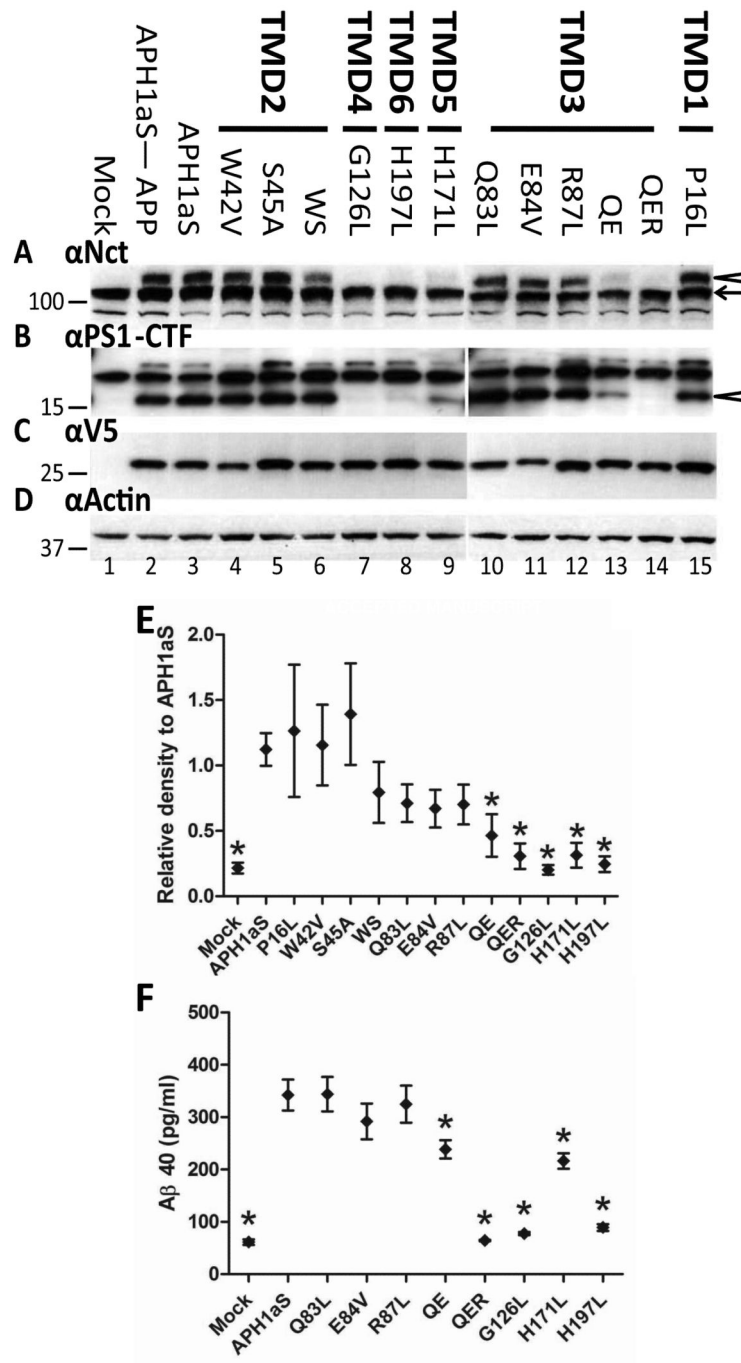 TMD2 TMD4 TMD6 TMD5 TMD3 TMD1
Mock APH1aS—APP APH1aS W42V S45A WS G126L H197L H171L Q83L E84V R87L QE QER P16L
A αNct
100
B αPS1-CTF
15
C αV5
25
D αActin
37
1 2 3 4 5 6 7 8 9 10 11 12 13 14 15
E
Relative density to APH1aS
2.0
1.5
1.0
0.5
0.0
* * * * * *
Mock APH1aS P16L W42V S45A WS Q83L E84V R87L QE QER G126L H171L H197L
F
Aβ 40 (pg/ml)
500
400
300
200
100
0
* * * * * *
Mock APH1aS Q83L E84V R87L QE QER G126L H171L H197L